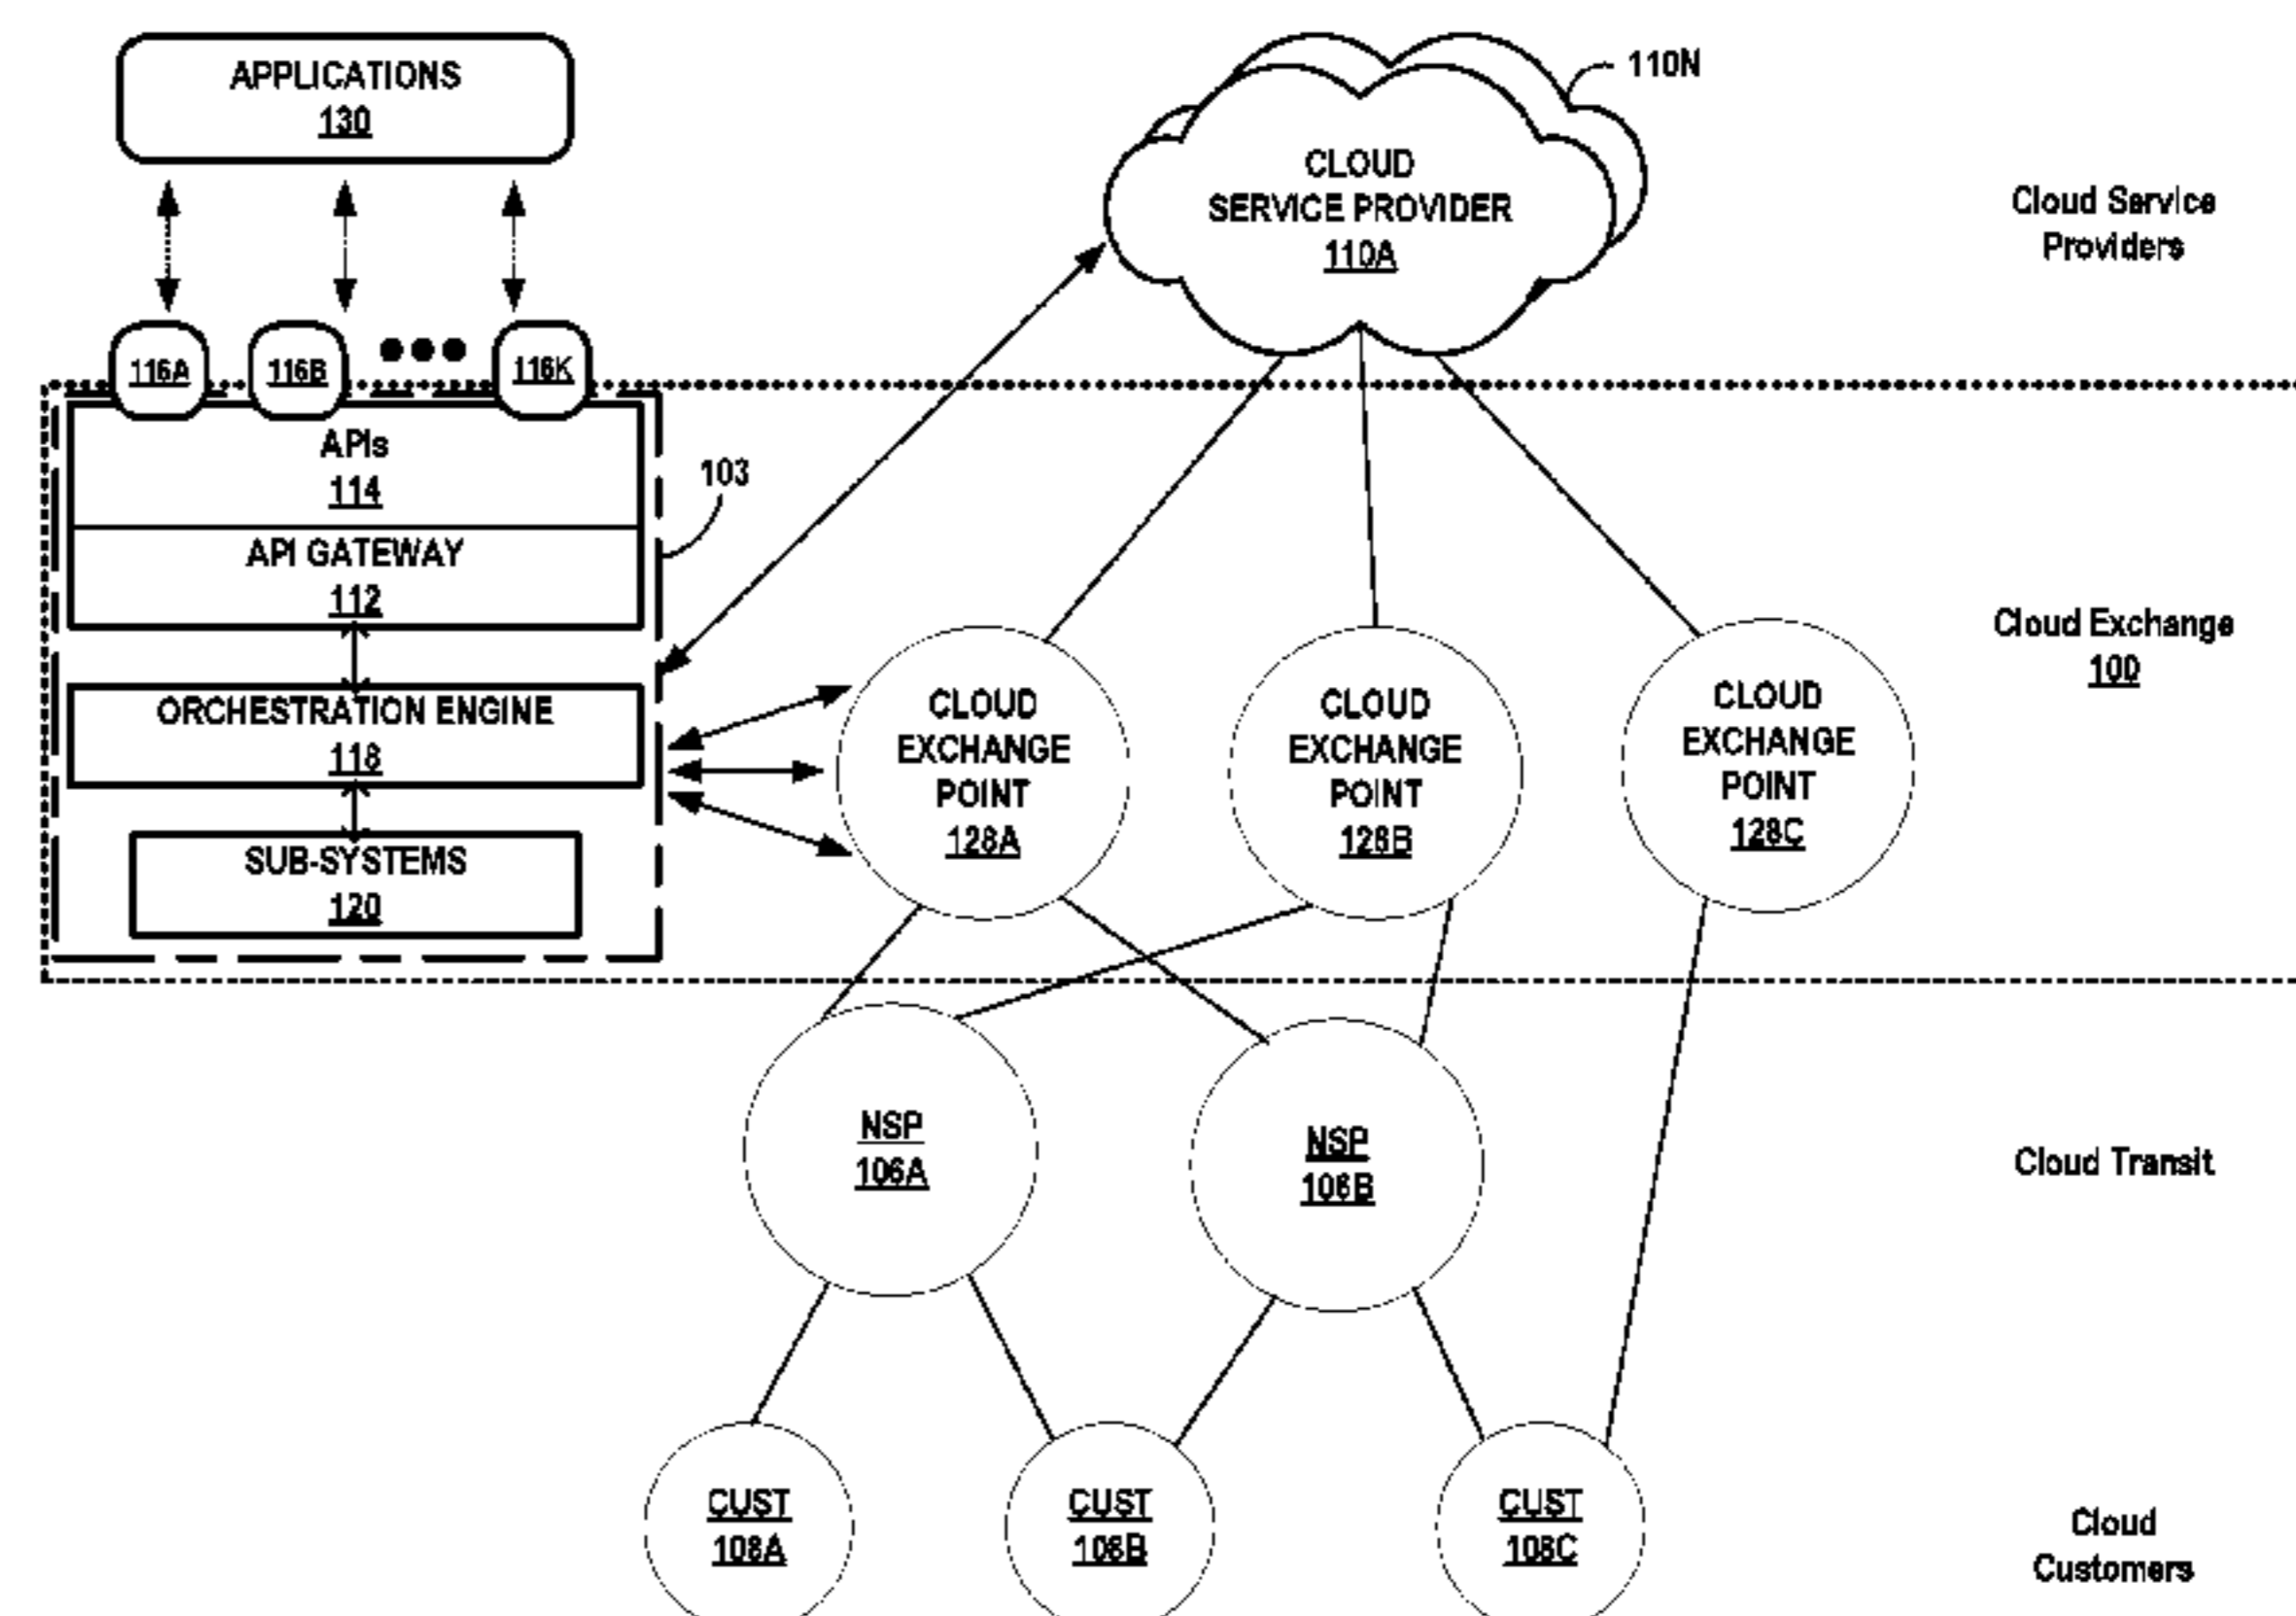 APPLICATIONS
130
110N
CLOUD
SERVICE PROVIDER
110A
Cloud Service
Providers
116A
116B
116K
APIs
114
103
API GATEWAY
112
Cloud Exchange
100
ORCHESTRATION ENGINE
118
CLOUD
EXCHANGE
POINT
128A
CLOUD
EXCHANGE
POINT
128B
CLOUD
EXCHANGE
POINT
128C
SUB-SYSTEMS
120
NSP
106A
NSP
106B
Cloud Transit
CUST
108A
CUST
108B
CUST
108C
Cloud
Customers